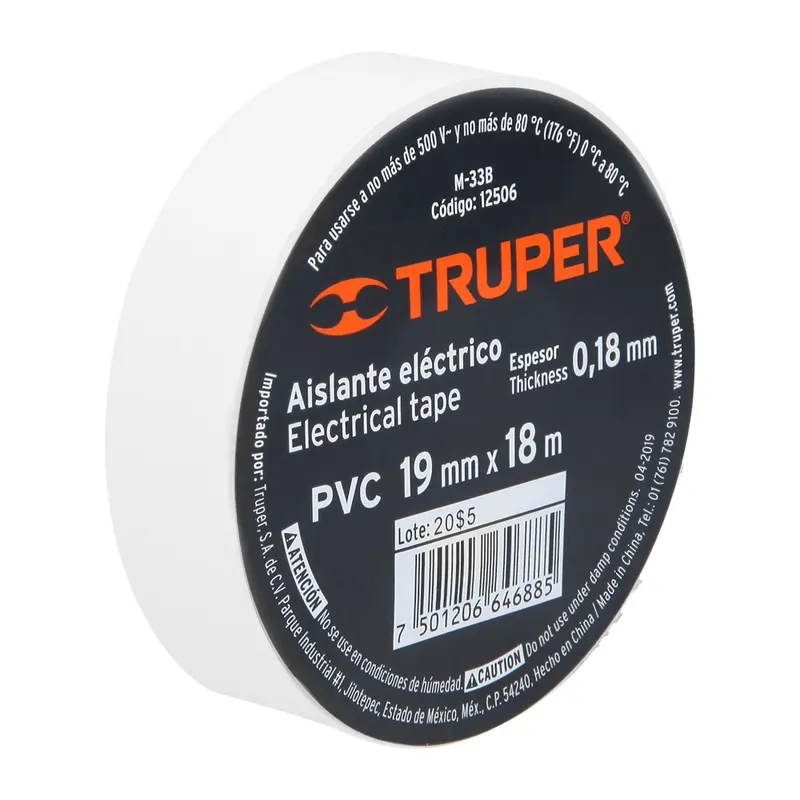 Para usarse a no más de 500 V~ y no más de 80 °C (176 °F) 0 °C a 80 °C
M-33B
Código: 12506
TRUPER®
Aislante eléctrico
Electrical tape
Espesor
Thickness 0,18 mm
PVC 19 mm x 18 m
Lote: 20$5
7 501206 646885
ATENCIÓN No se use en condiciones de húmedad.
CAUTION Do not use under damp conditions. 04-2019
Importado por: Truper, S.A. de C.V. Parque Industrial #1, Jilotepec, Estado de México, Méx., C.P. 54240, Hecho en China / Made in China, Tel.: 01 (761) 782 9100. www.truper.com